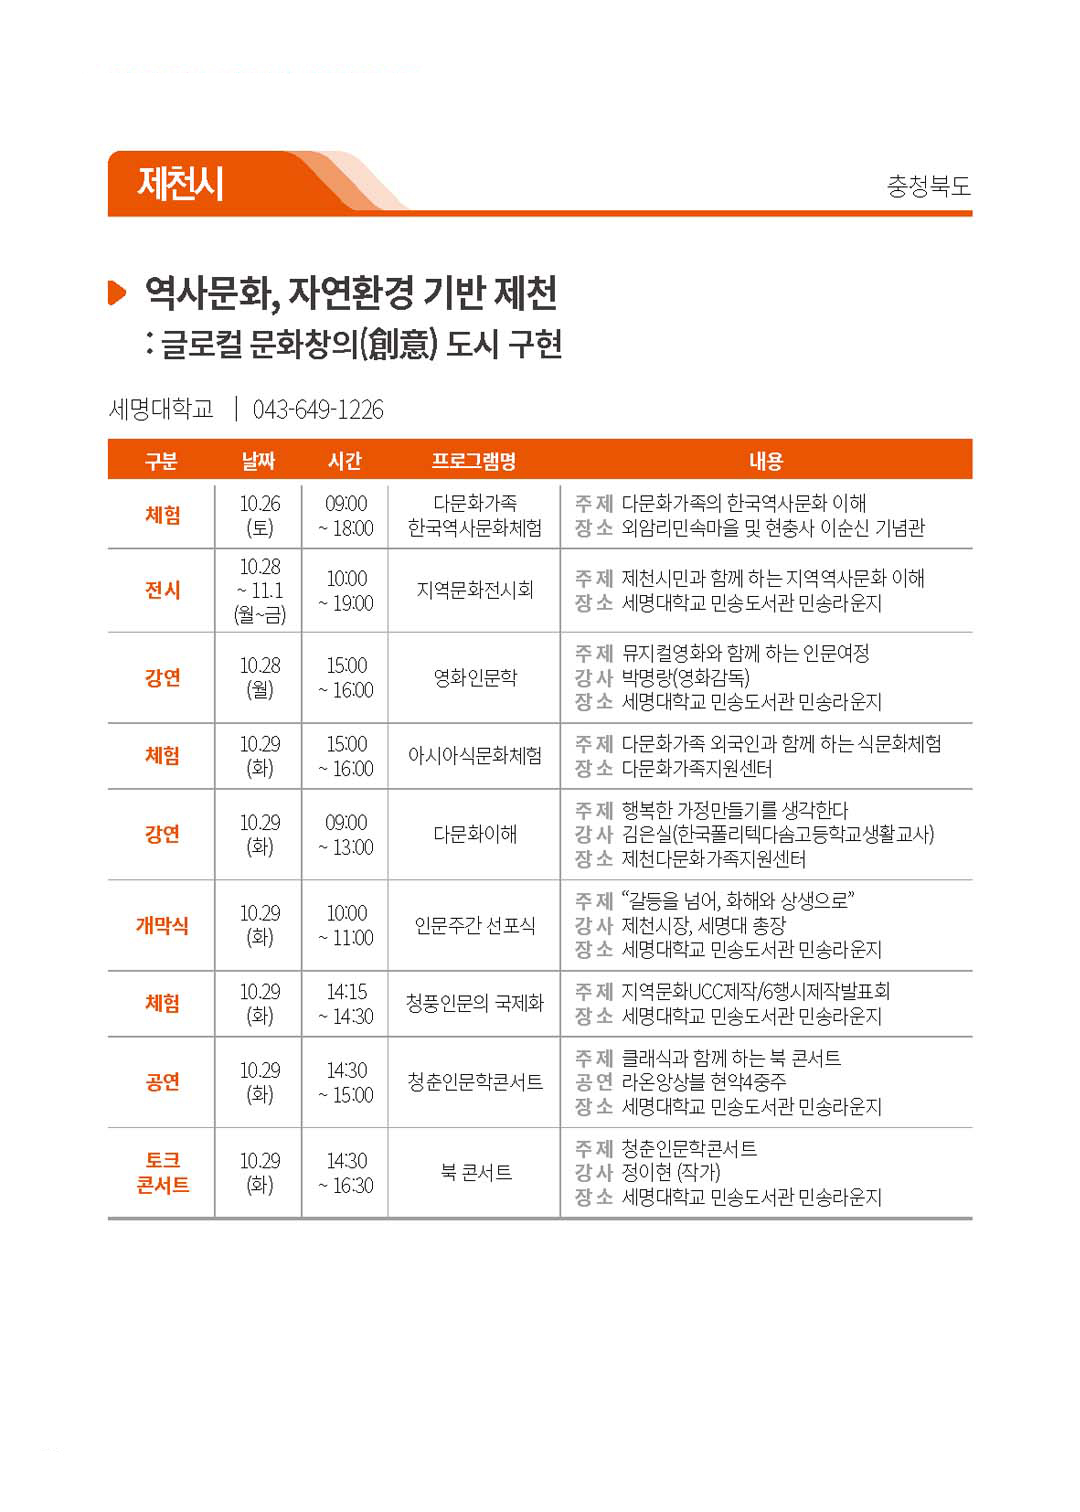 제천시
충청북도
역사문화, 자연환경 기반 제천
: 글로컬 문화창의(創意) 도시 구현
세명대학교 | 043-649-1226
구분 날짜 시간 프로그램명 내용
체험
10.26
(토)
09:00
~ 18:00
다문화가족
한국역사문화체험
주 제 다문화가족의 한국역사문화 이해
장 소 외암리민속마을 및 현충사 이순신 기념관
전시
10.28
~ 11.1
(월~금)
10:00
~ 19:00
지역문화전시회
주 제 제천시민과 함께 하는 지역역사문화 이해
장 소 세명대학교 민송도서관 민송라운지
강연
10.28
(월)
15:00
~ 16:00
영화인문학
주 제 뮤지컬영화와 함께 하는 인문여정
강 사 박명랑(영화감독)
장 소 세명대학교 민송도서관 민송라운지
체험
10.29
(화)
15:00
~ 16:00
아시아식문화체험
주 제 다문화가족 외국인과 함께 하는 식문화체험
장 소 다문화가족지원센터
강연
10.29
(화)
09:00
~ 13:00
다문화이해
주 제 행복한 가정만들기를 생각한다
강 사 김은실(한국폴리텍다솜고등학교생활교사)
장 소 제천다문화가족지원센터
개막식
10.29
(화)
10:00
~ 11:00
인문주간 선포식
주 제 “갈등을 넘어, 화해와 상생으로”
강 사 제천시장, 세명대 총장
장 소 세명대학교 민송도서관 민송라운지
체험
10.29
(화)
14:15
~ 14:30
청풍인문의 국제화
주 제 지역문화UCC제작/6행시제작발표회
장 소 세명대학교 민송도서관 민송라운지
공연
10.29
(화)
14:30
~ 15:00
청춘인문학콘서트
주 제 클래식과 함께 하는 북 콘서트
공 연 라온앙상블 현악4중주
장 소 세명대학교 민송도서관 민송라운지
토크
콘서트
10.29
(화)
14:30
~ 16:30
북 콘서트
주 제 청춘인문학콘서트
강 사 정이현 (작가)
장 소 세명대학교 민송도서관 민송라운지